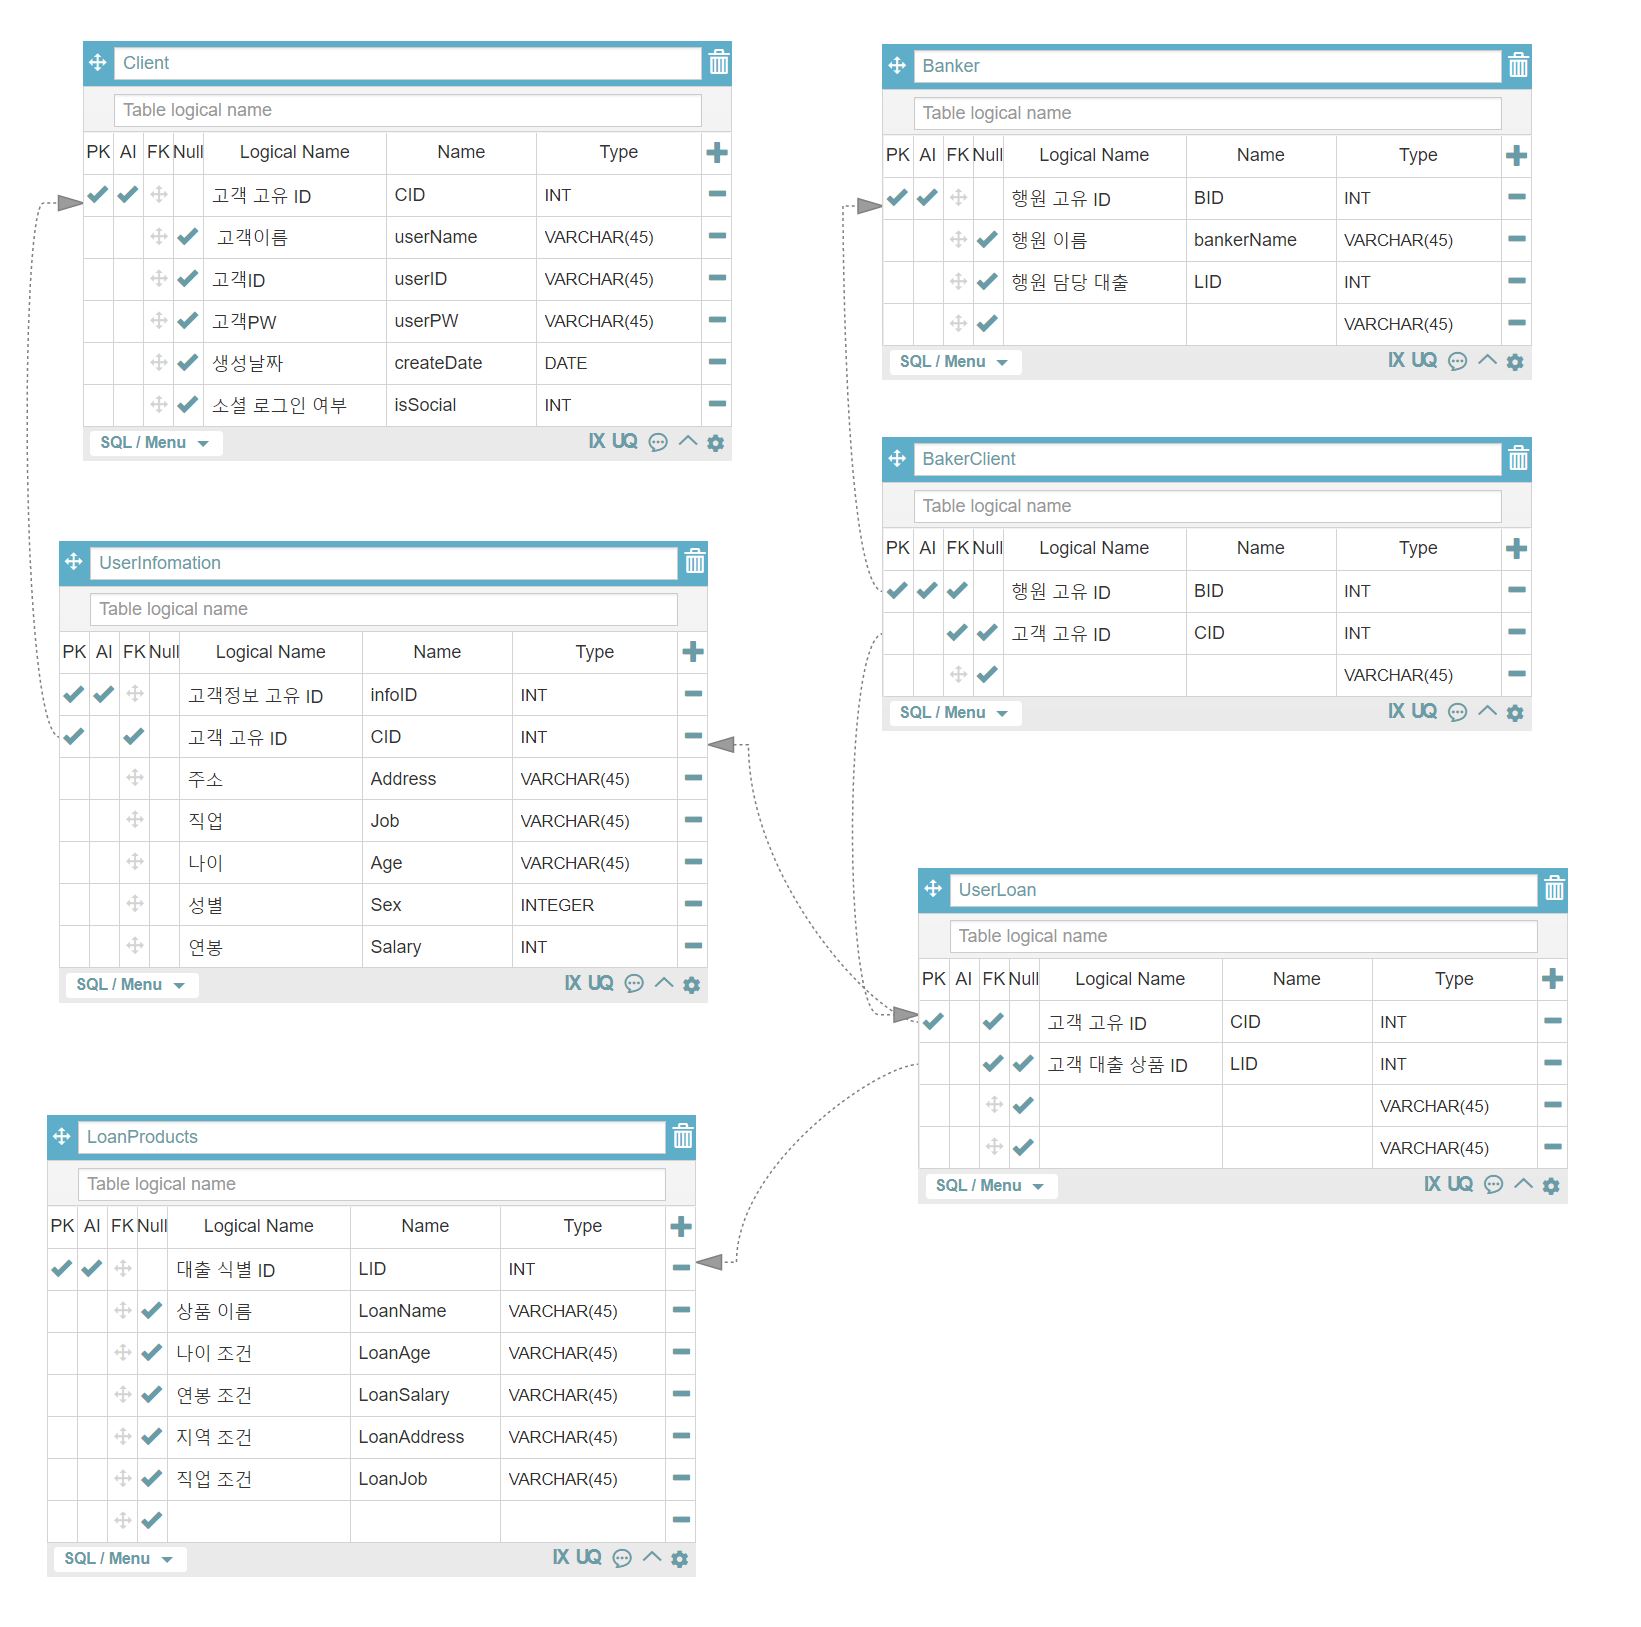 Client
Table logical name
PK AI FK Null Logical Name Name Type
고객 고유 ID CID INT
고객이름 userName VARCHAR(45)
고객ID userID VARCHAR(45)
고객PW userPW VARCHAR(45)
생성날짜 createDate DATE
소셜 로그인 여부 isSocial INT
SQL / Menu IX UQ
Banker
Table logical name
PK AI FK Null Logical Name Name Type
행원 고유 ID BID INT
행원 이름 bankerName VARCHAR(45)
행원 담당 대출 LID INT
VARCHAR(45)
SQL / Menu IX UQ
BakerClient
Table logical name
PK AI FK Null Logical Name Name Type
행원 고유 ID BID INT
고객 고유 ID CID INT
VARCHAR(45)
SQL / Menu IX UQ
UserInfomation
Table logical name
PK AI FK Null Logical Name Name Type
고객정보 고유 ID infoID INT
고객 고유 ID CID INT
주소 Address VARCHAR(45)
직업 Job VARCHAR(45)
나이 Age VARCHAR(45)
성별 Sex INTEGER
연봉 Salary INT
SQL / Menu IX UQ
UserLoan
Table logical name
PK AI FK Null Logical Name Name Type
고객 고유 ID CID INT
고객 대출 상품 ID LID INT
VARCHAR(45)
VARCHAR(45)
SQL / Menu IX UQ
LoanProducts
Table logical name
PK AI FK Null Logical Name Name Type
대출 식별 ID LID INT
상품 이름 LoanName VARCHAR(45)
나이 조건 LoanAge VARCHAR(45)
연봉 조건 LoanSalary VARCHAR(45)
지역 조건 LoanAddress VARCHAR(45)
직업 조건 LoanJob VARCHAR(45)
SQL / Menu IX UQ